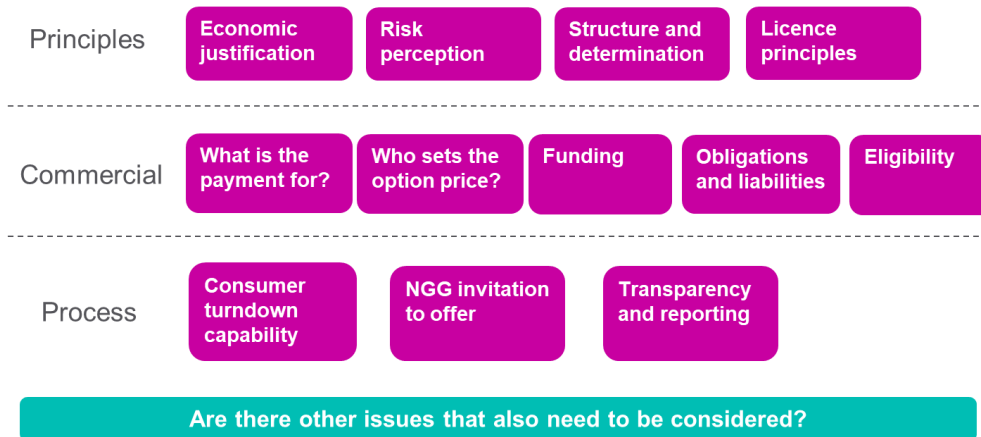 Principles
Economic
justification
Risk
perception
Structure and
determination
Licence
principles
Commercial
What is the
payment for?
Who sets the
option price?
Funding
Obligations
and liabilities
Eligibility
Process
Consumer
turndown
capability
NGG invitation
to offer
Transparency
and reporting
Are there other issues that also need to be considered?